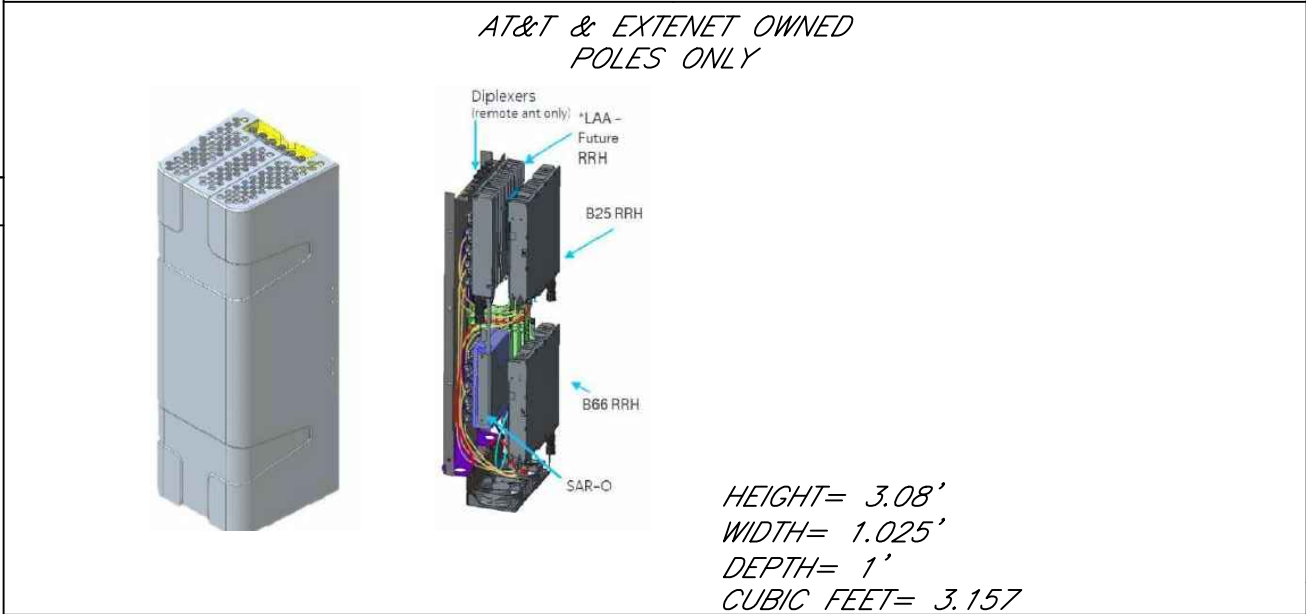 AT&T & EXTENET OWNED
POLES ONLY
Diplexers
(remote ant only)
*LAA -
Future
RRH
B25 RRH
B66 RRH
SAR-O
HEIGHT= 3.08'
WIDTH= 1.025'
DEPTH= 1'
CUBIC FEET= 3.157